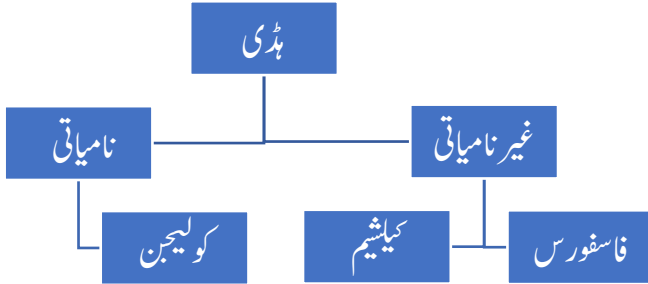 ہڈی
غیر نامیاتی
نامیاتی
فاسفورس
کیلشیم
کولیجن